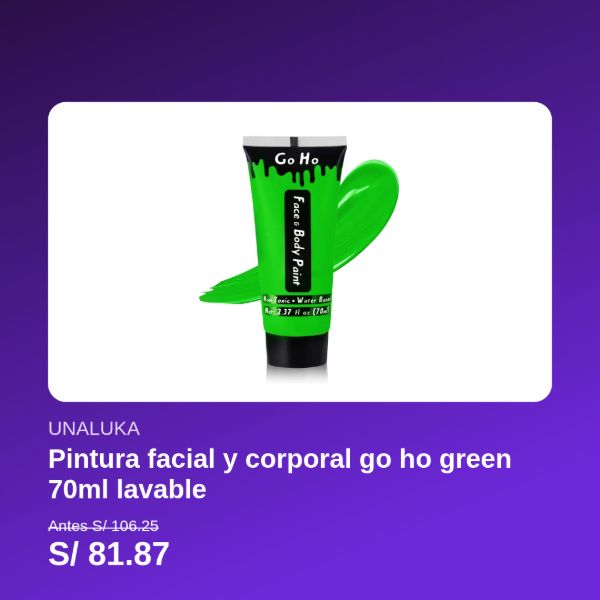 Go Ho
Face & Body Paint
Non Toxic • Water Based
Net: 2.37 fl oz (70ml)
UNALUKA
Pintura facial y corporal go ho green
70ml lavable
Antes S/ 106.25
S/ 81.87